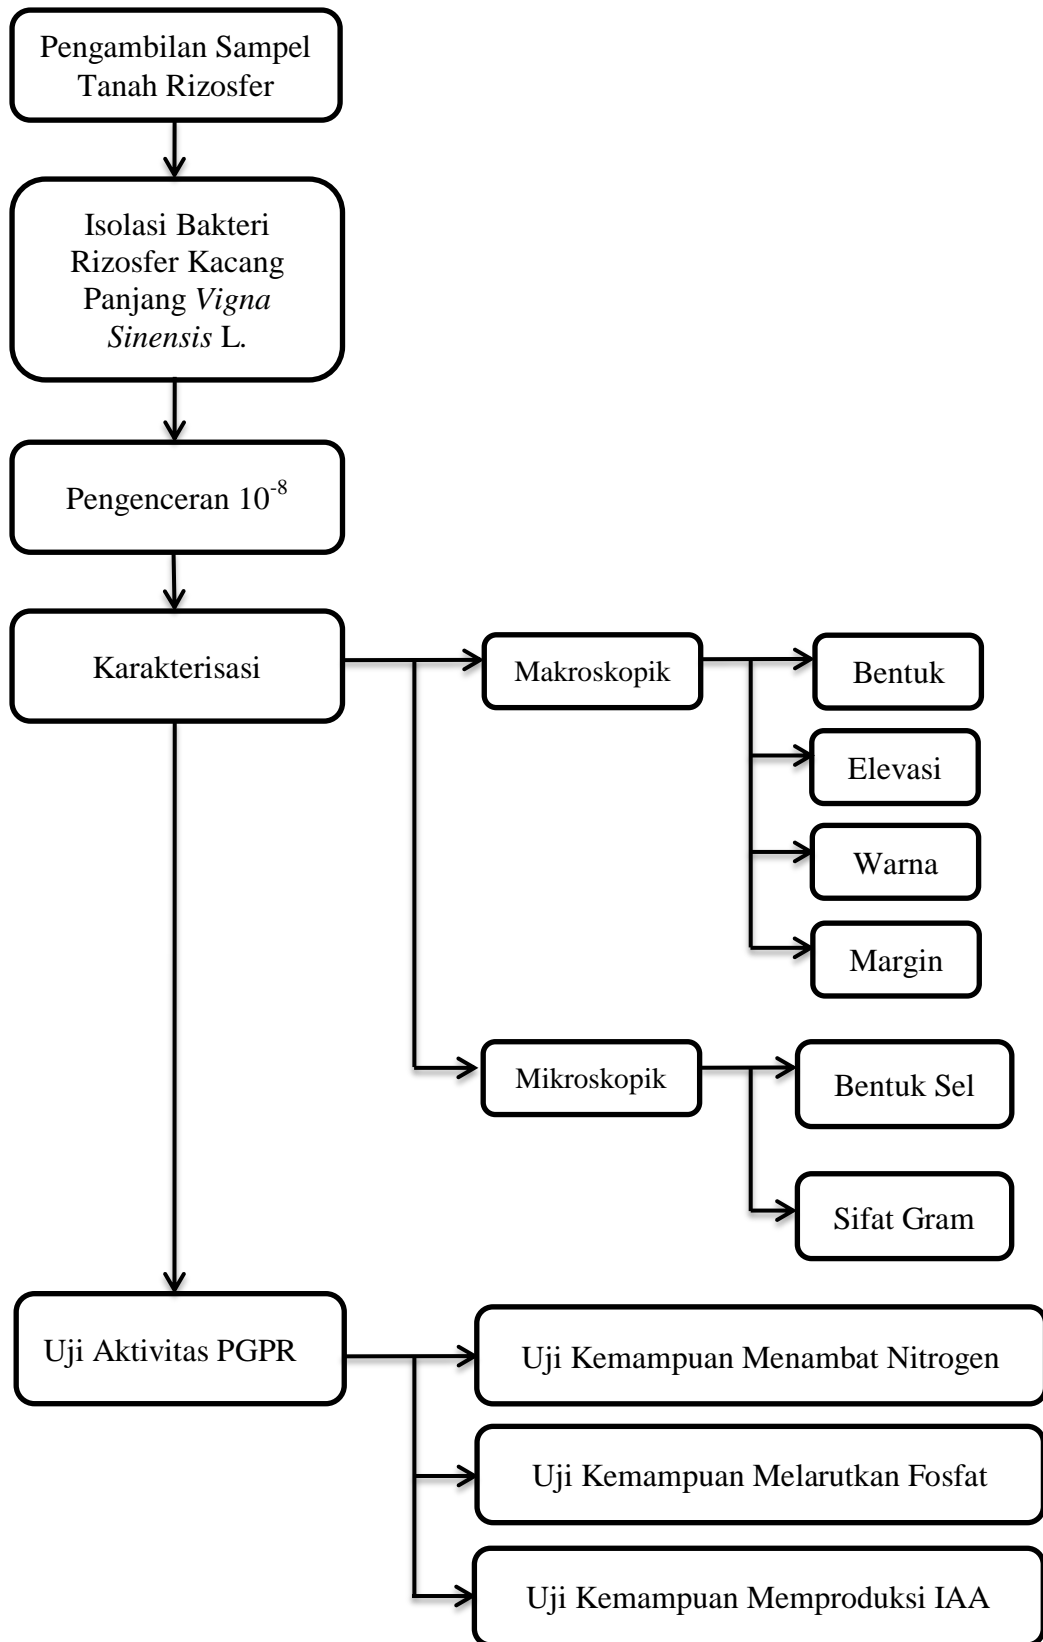 Pengambilan Sampel
Tanah Rizosfer
Isolasi Bakteri
Rizosfer Kacang
Panjang Vigna
Sinensis L.
Pengenceran 10⁻⁸
Karakterisasi
Makroskopik
Bentuk
Elevasi
Warna
Margin
Mikroskopik
Bentuk Sel
Sifat Gram
Uji Aktivitas PGPR
Uji Kemampuan Menambat Nitrogen
Uji Kemampuan Melarutkan Fosfat
Uji Kemampuan Memproduksi IAA